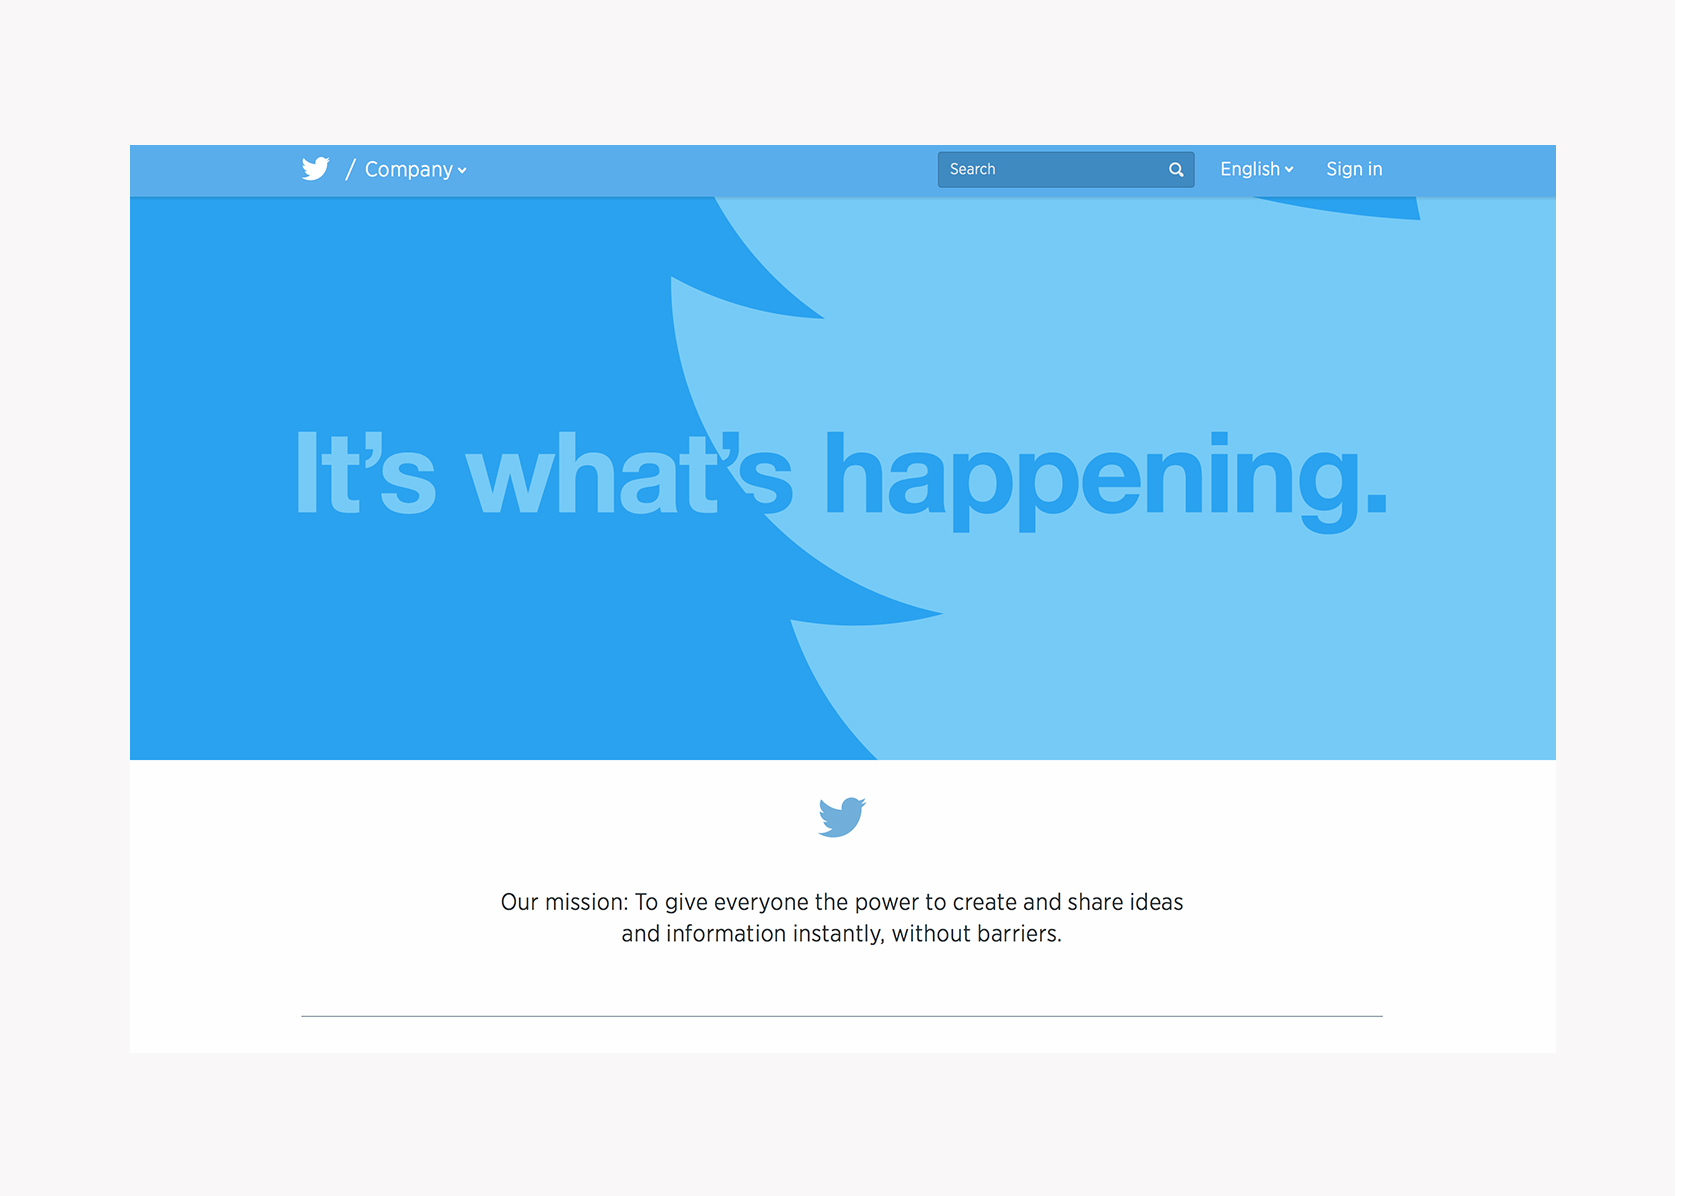 / Company
Search
English
Sign in
It’s what’s happening.
Our mission: To give everyone the power to create and share ideas
and information instantly, without barriers.